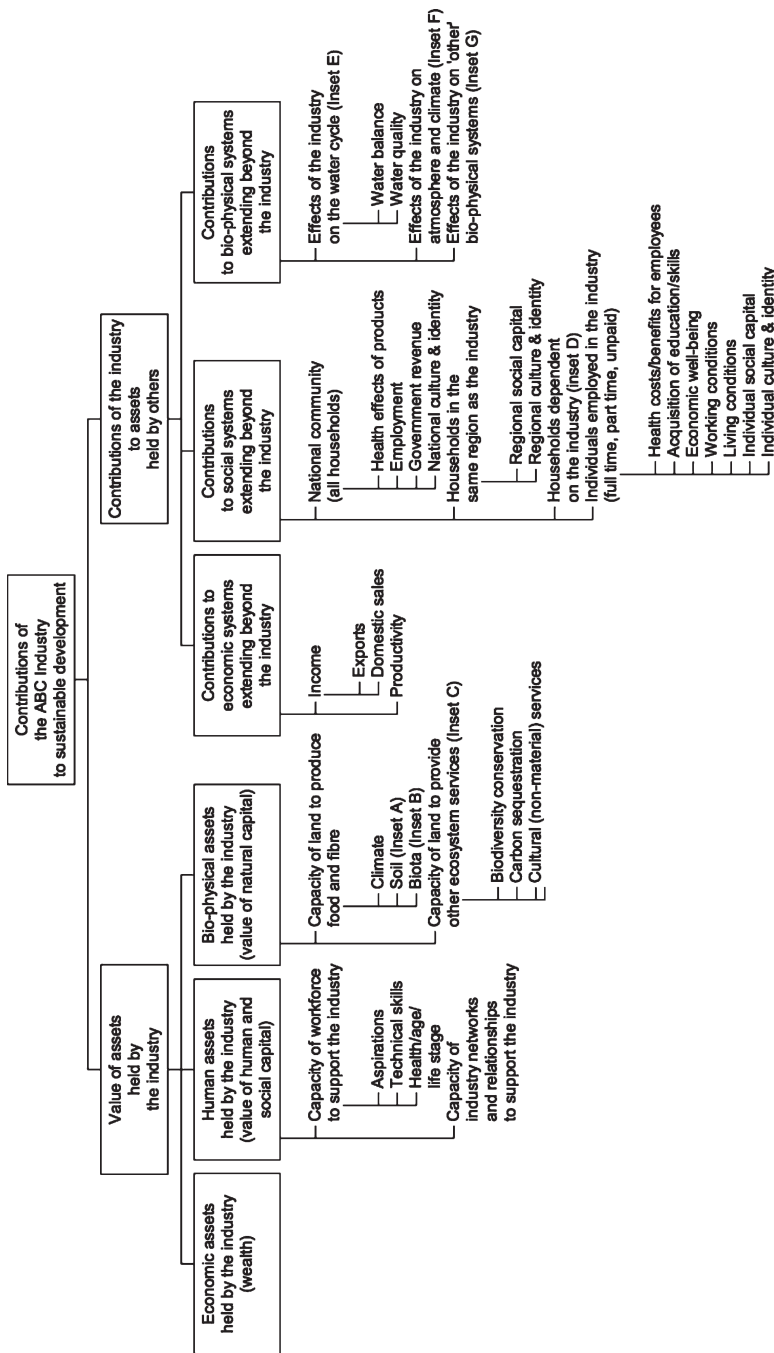 Contributions of
the ABC Industry
to sustainable development
Value of assets
held by
the industry
Contributions of the industry
to assets
held by others
Economic assets
held by the industry
(wealth)
Human assets
held by the industry
(value of human and
social capital)
Capacity of workforce
to support the industry
Aspirations
Technical skills
Health/age/
life stage
Capacity of
industry networks
and relationships
to support the industry
Bio-physical assets
held by the industry
(value of natural capital)
Capacity of land to produce
food and fibre
Climate
Soil (Inset A)
Biota (Inset B)
Capacity of land to provide
other ecosystem services (Inset C)
Biodiversity conservation
Carbon sequestration
Cultural (non-material) services
Contributions to
economic systems
extending beyond
the industry
Income
Exports
Domestic sales
Productivity
Contributions
to social systems
extending beyond
the industry
National community
(all households)
Health effects of products
Employment
Government revenue
National culture & identity
Households in the
same region as the industry
Regional social capital
Regional culture & identity
Households dependent
on the industry (inset D)
Individuals employed in the industry
(full time, part time, unpaid)
Health costs/benefits for employees
Acquisition of education/skills
Economic well-being
Working conditions
Living conditions
Individual social capital
Individual culture & identity
Contributions
to bio-physical systems
extending beyond
the industry
Effects of the industry
on the water cycle (Inset E)
Water balance
Water quality
Effects of the industry on
atmosphere and climate (Inset F)
Effects of the industry on 'other'
bio-physical systems (Inset G)